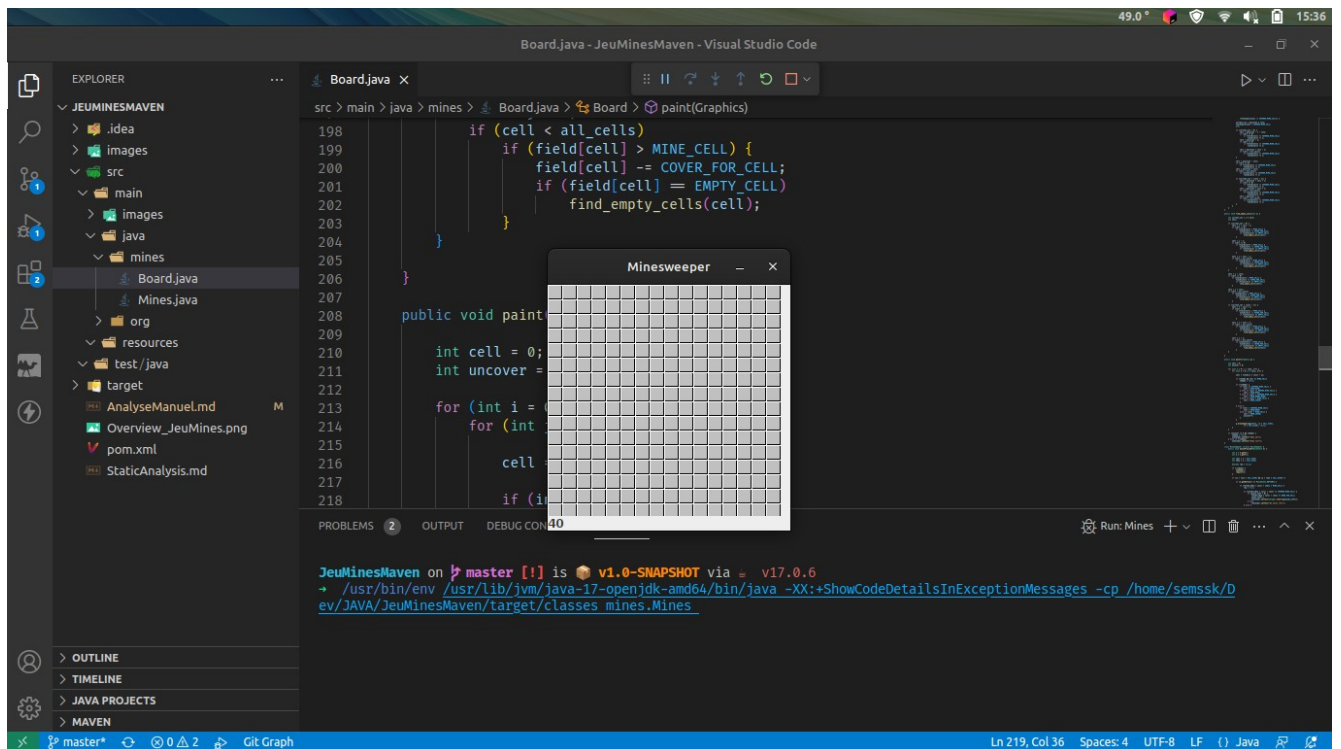 49.0° 15:36
Board.java - JeuMinesMaven - Visual Studio Code
EXPLORER
JEUMINESMAVEN
.idea
images
src
main
images
java
mines
Board.java
Mines.java
org
resources
test/java
target
AnalyseManuel.md M
Overview_JeuMines.png
pom.xml
StaticAnalysis.md
OUTLINE
TIMELINE
JAVA PROJECTS
MAVEN
1
1
2
Board.java
src > main > java > mines > Board.java > Board > paint(Graphics)
198 if (cell < all_cells)
199 if (field[cell] > MINE_CELL) {
200 field[cell] -= COVER_FOR_CELL;
201 if (field[cell] == EMPTY_CELL)
202 find_empty_cells(cell);
203 }
204 }
205
206 }
207
208 public void paint
209
210 int cell = 0;
211 int uncover =
212
213 for (int i =
214 for (int
215
216 cell
217
218 if (
Minesweeper
40
PROBLEMS 2 OUTPUT DEBUG CON
Run: Mines
JeuMinesMaven on master [!] is v1.0-SNAPSHOT via v17.0.6
/usr/bin/env /usr/lib/jvm/java-17-openjdk-amd64/bin/java -XX:+ShowCodeDetailsInExceptionMessages -cp /home/semssk/D
ev/JAVA/JeuMinesMaven/target/classes mines.Mines
master* 0 2 Git Graph Ln 219, Col 36 Spaces: 4 UTF-8 LF {} Java